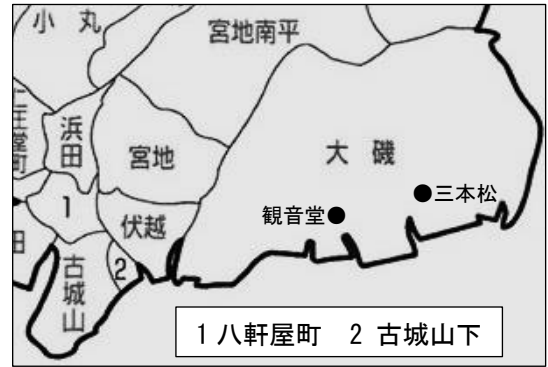 小丸
宮地南平
浜田
宮地
大磯
1
伏越
観音堂●
●三本松
田
古城山
2
1 八軒屋町 2 古城山下